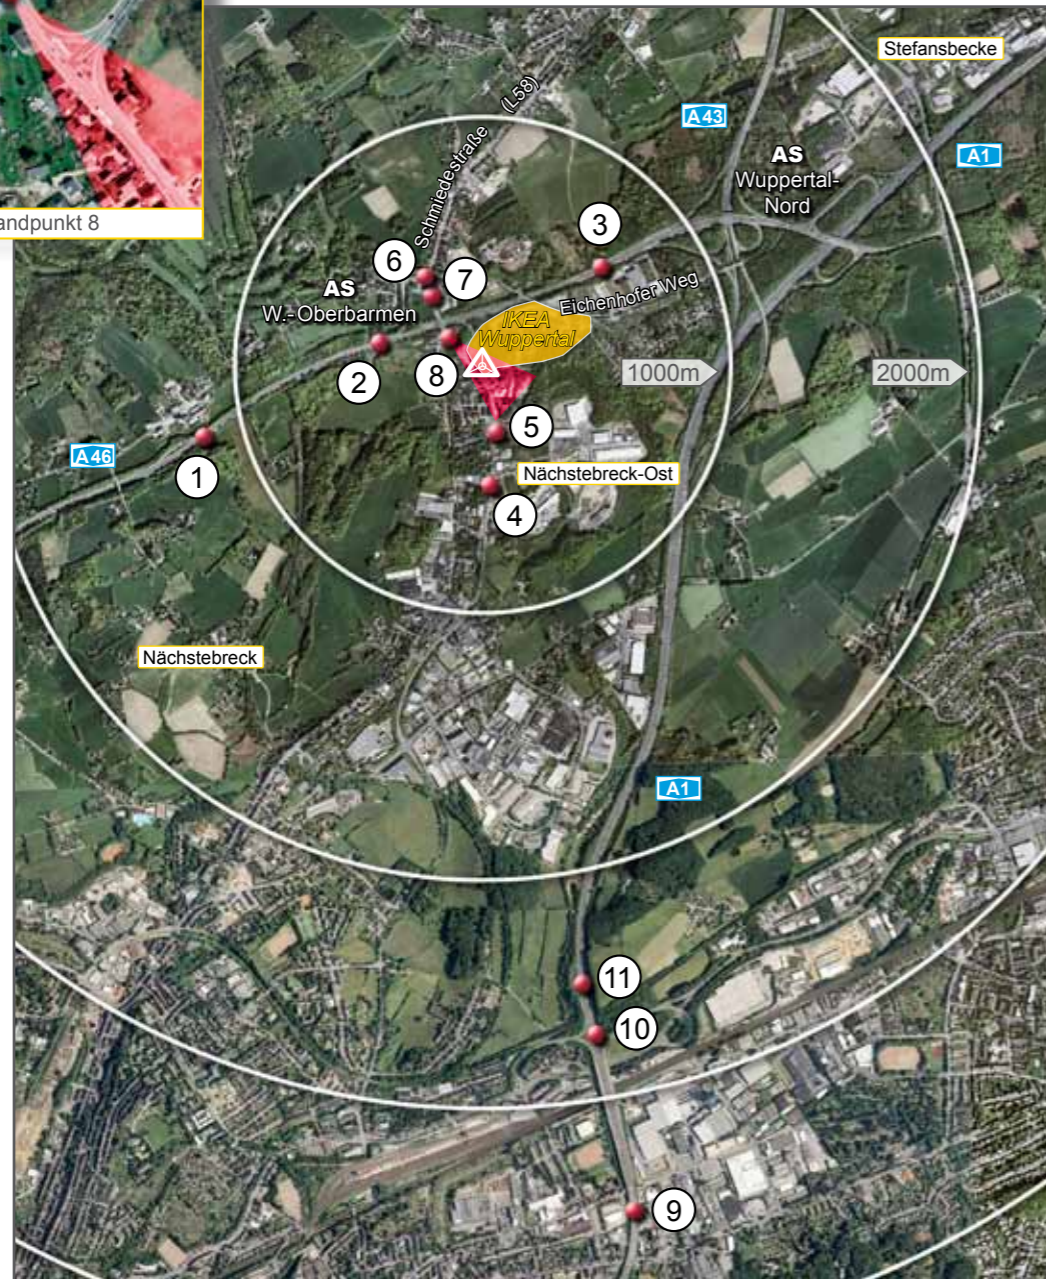 andpunkt 8
Stefansbecke
A43
A1
AS
Wuppertal-
Nord
Schmiedestraße (L58)
3
6
7
AS
W.-Oberbarmen
Eichenhofer Weg
IKEA
Wuppertal
2
8
1000m
2000m
5
A46
1
Nächstebreck-Ost
4
Nächstebreck
A1
11
10
9